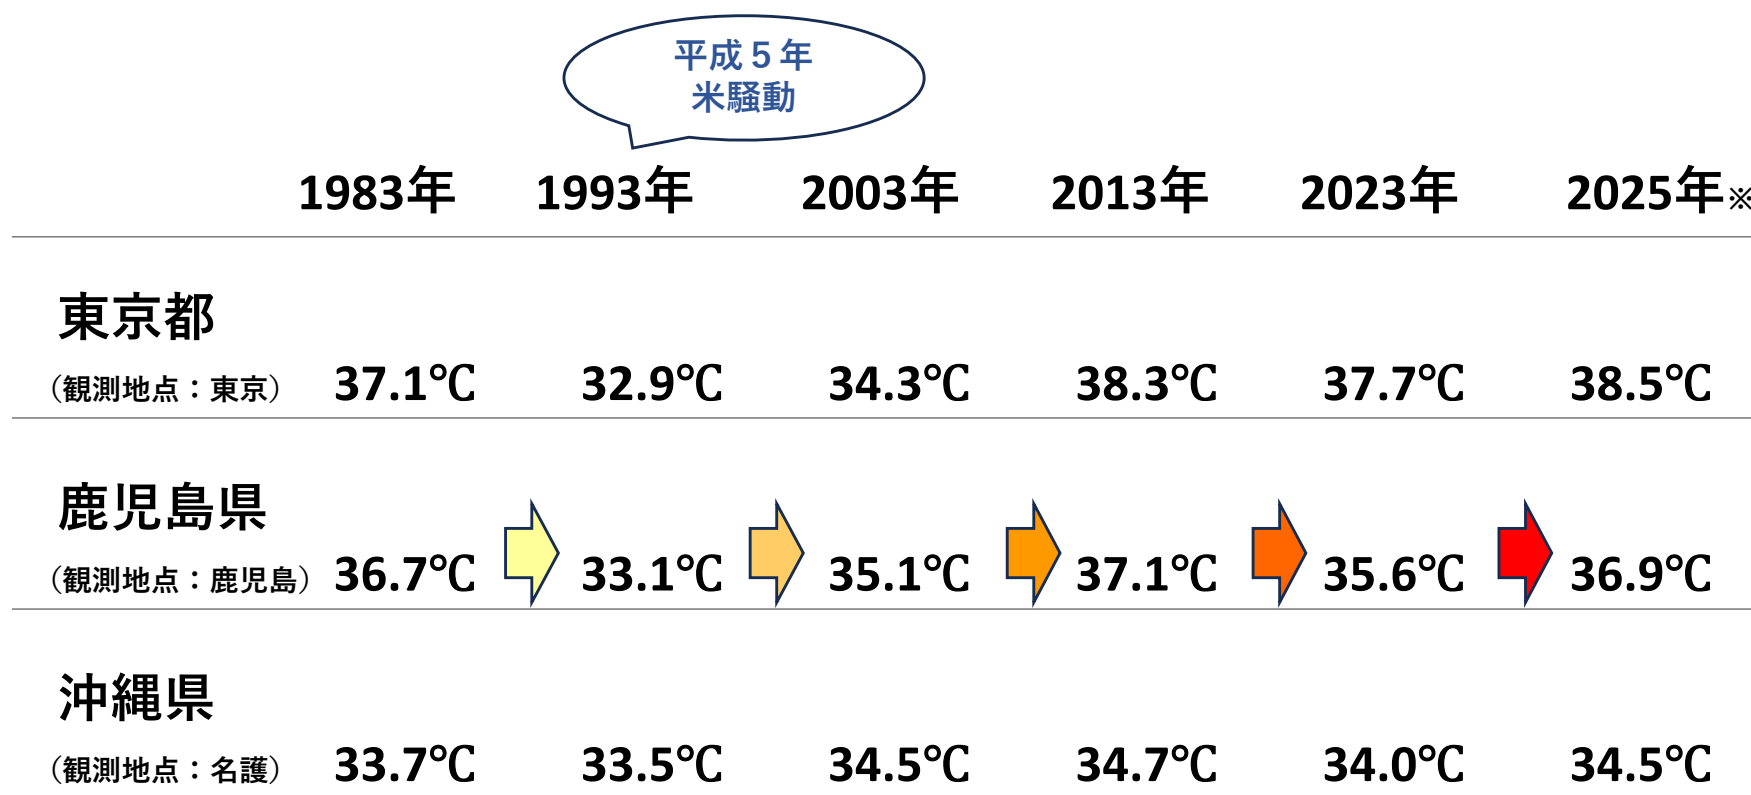 平成５年
米騒動
1983年 1993年 2003年 2013年 2023年 2025年※
東京都
（観測地点：東京） 37.1℃ 32.9℃ 34.3℃ 38.3℃ 37.7℃ 38.5℃
鹿児島県
（観測地点：鹿児島） 36.7℃ 33.1℃ 35.1℃ 37.1℃ 35.6℃ 36.9℃
沖縄県
（観測地点：名護） 33.7℃ 33.5℃ 34.5℃ 34.7℃ 34.0℃ 34.5℃